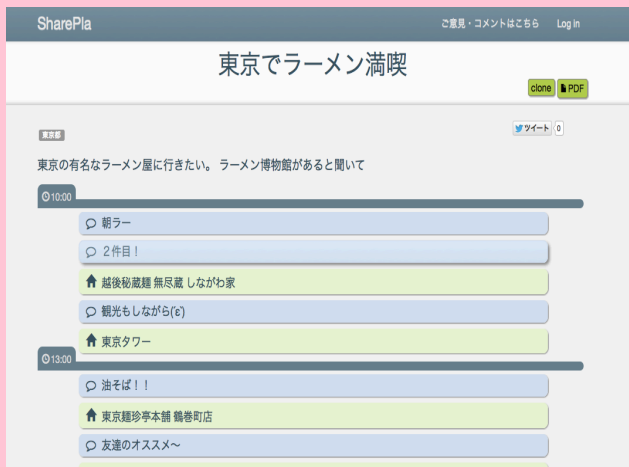 SharePla
ご意見・コメントはこちら Log In
東京でラーメン満喫
clone PDF
東京都
ツイート 0
東京の有名なラーメン屋に行きたい。 ラーメン博物館があると聞いて
10:00
朝ラー
２件目！
越後秘蔵麺 無尽蔵 しながわ家
観光もしながら(´ε`)
東京タワー
13:00
油そば！！
東京麺珍亭本舗 鶴巻町店
友達のオススメ〜